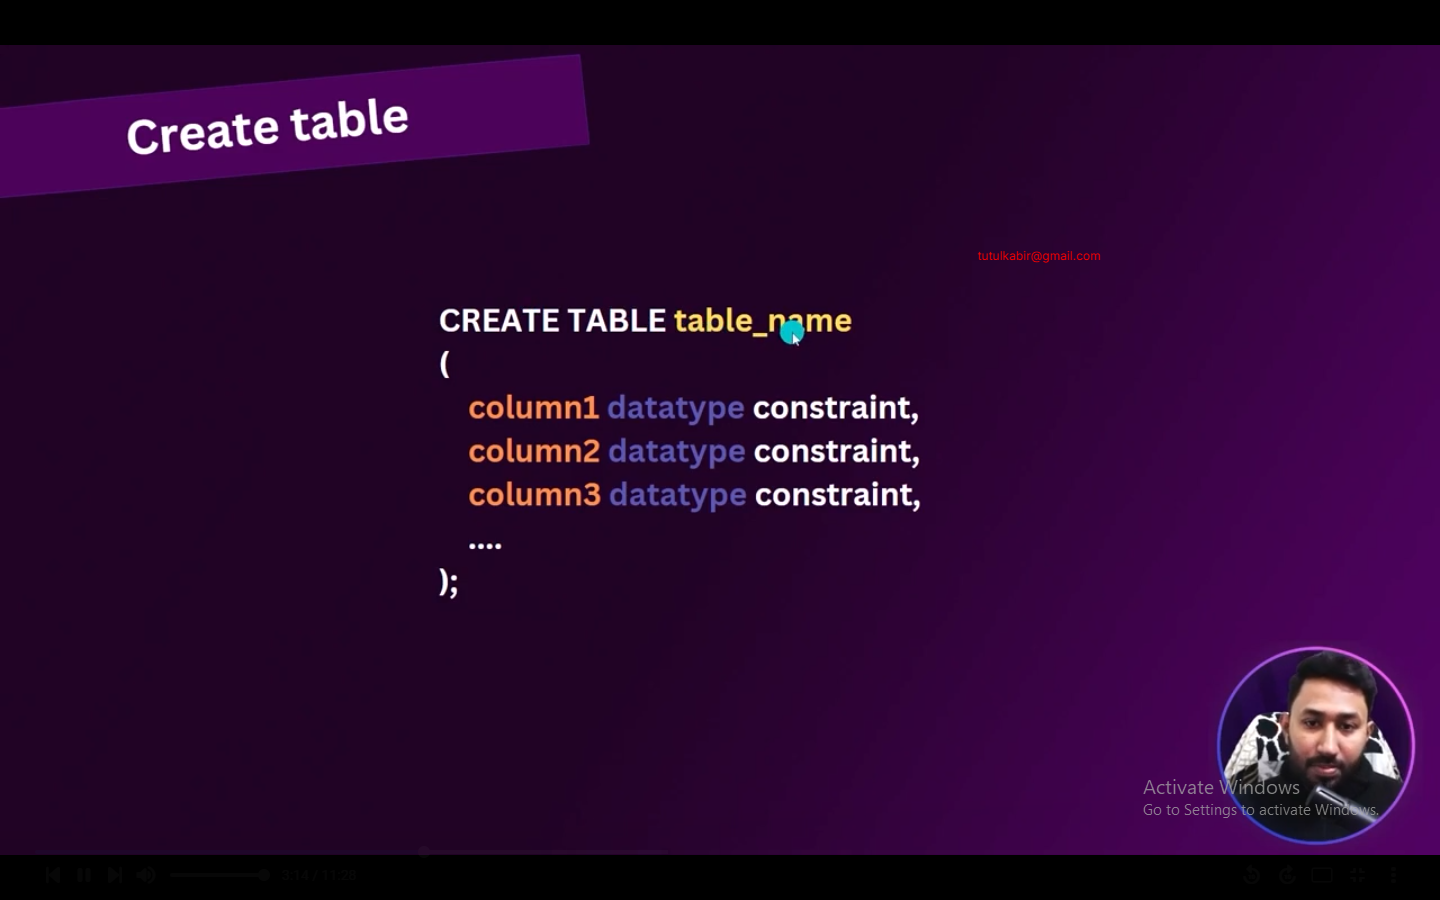 Create table
tutulkabir@gmail.com
CREATE TABLE table_name
(
column1 datatype constraint,
column2 datatype constraint,
column3 datatype constraint,
....
);
Activate Windows
Go to Settings to activate Windows.
3:14 / 11:28